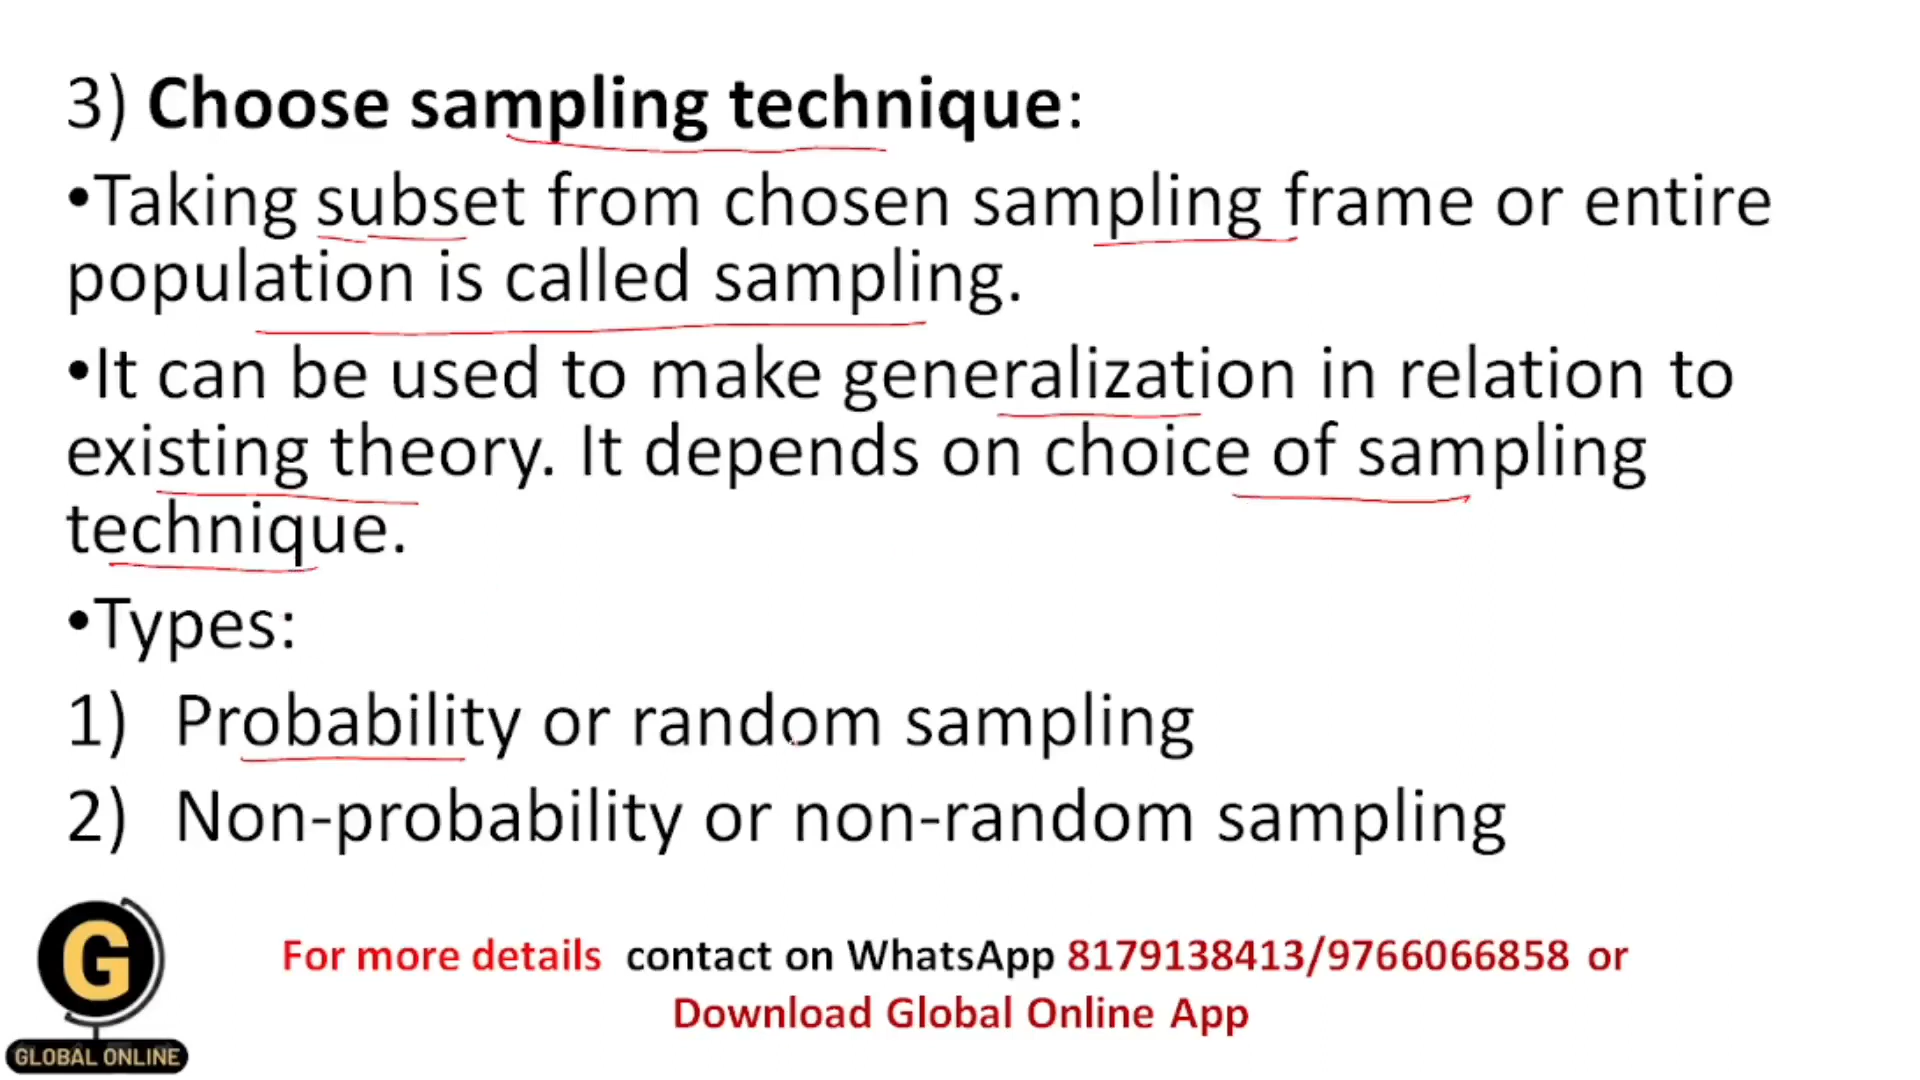 3) Choose sampling technique:
•Taking subset from chosen sampling frame or entire
population is called sampling.
•It can be used to make generalization in relation to
existing theory. It depends on choice of sampling
technique.
•Types:
1) Probability or random sampling
2) Non-probability or non-random sampling
G
GLOBAL ONLINE
For more details contact on WhatsApp 8179138413/9766066858 or
Download Global Online App